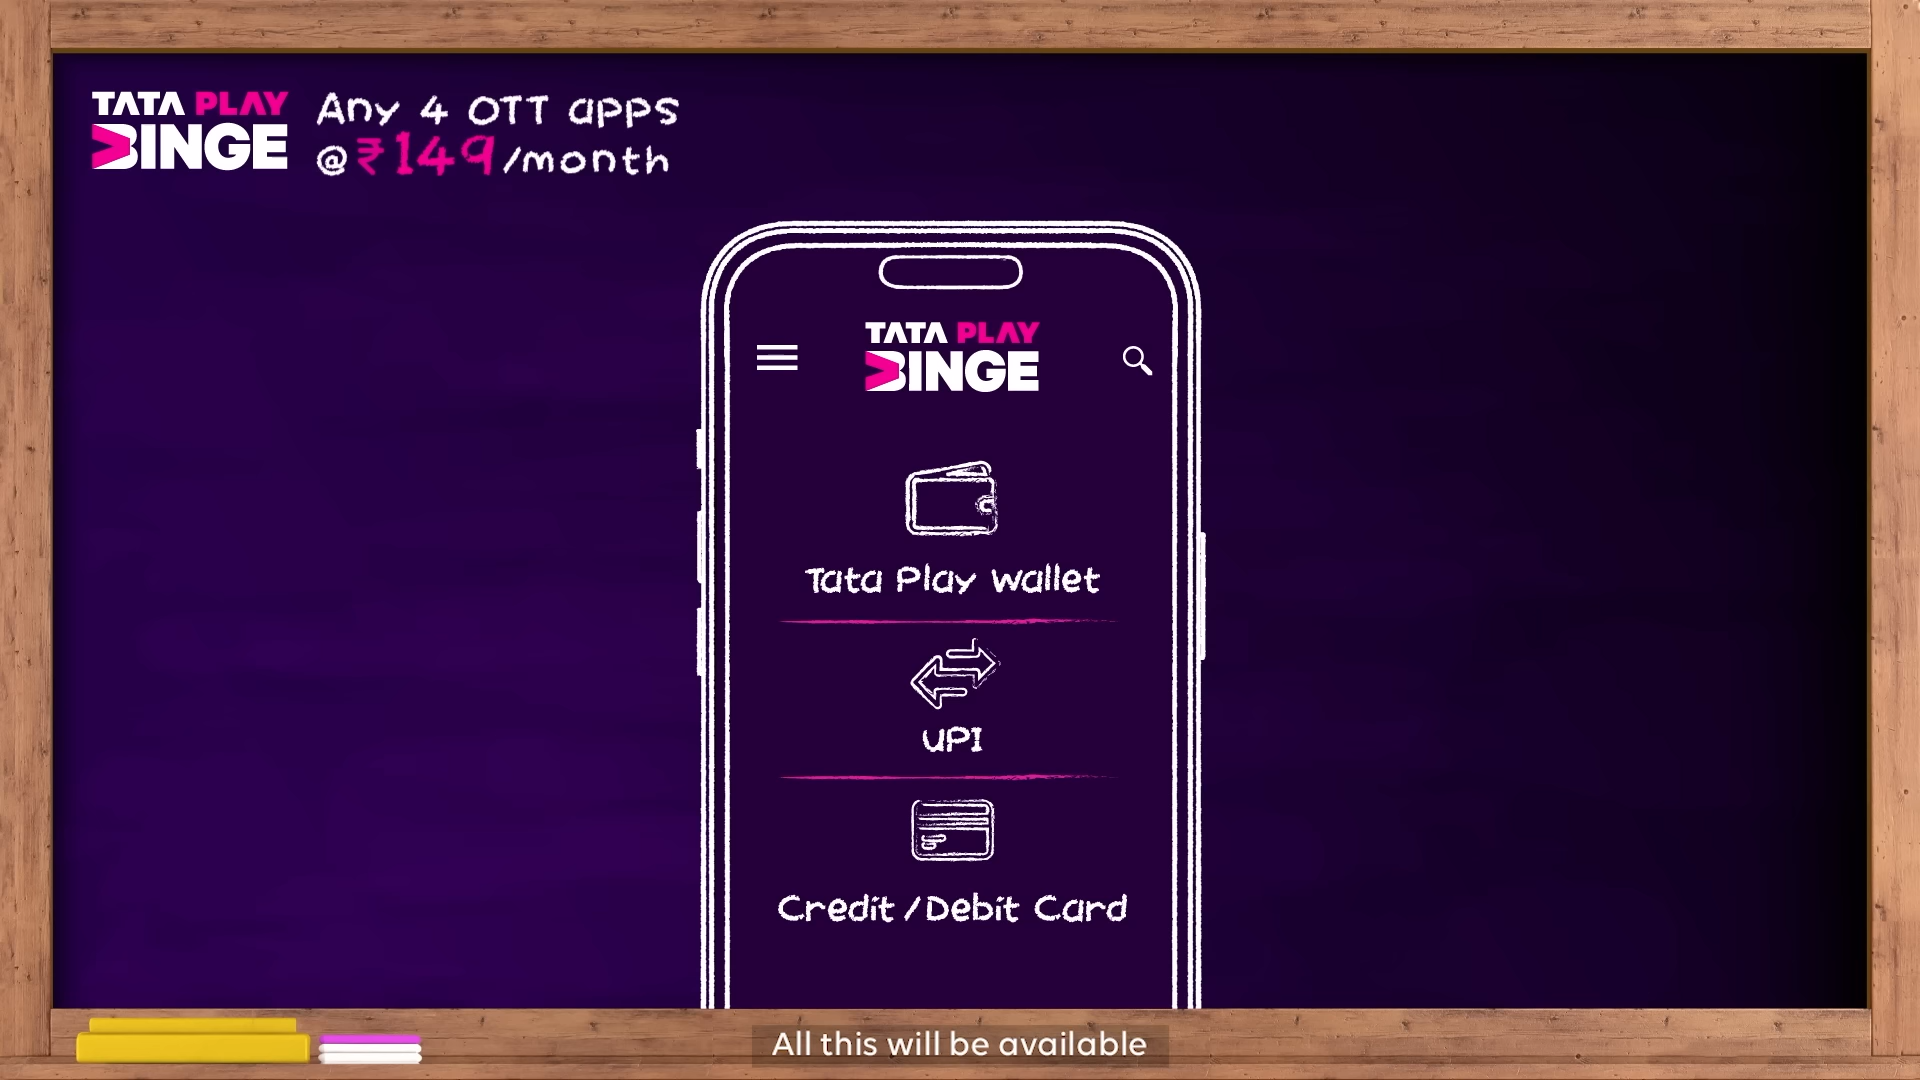 TATA PLAY
BINGE
Any 4 OTT apps
@ ₹149/month
TATA PLAY
BINGE
Tata Play Wallet
UPI
Credit/Debit Card
All this will be available